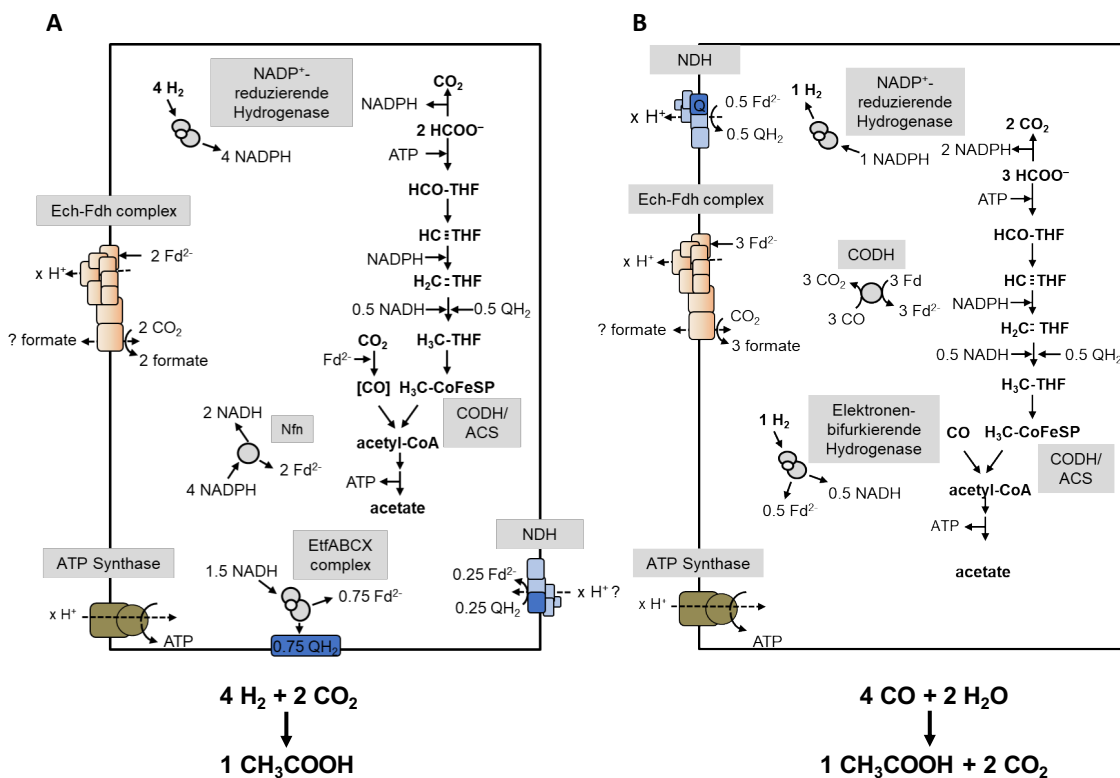 A
NADP⁺-
reduzierende
Hydrogenase
4 H₂
4 NADPH
CO₂
NADPH
2 HCOO⁻
ATP
HCO-THF
HC≡THF
NADPH
H₂C=THF
0.5 NADH
0.5 QH₂
CO₂
H₃C-THF
Fd²⁻
[CO]
H₃C-CoFeSP
CODH/
ACS
acetyl-CoA
ATP
acetate
Ech-Fdh complex
2 Fd²⁻
x H⁺
? formate
2 CO₂
2 formate
2 NADH
Nfn
2 Fd²⁻
4 NADPH
ATP Synthase
x H⁺
ATP
EtfABCX
complex
1.5 NADH
0.75 Fd²⁻
0.75 QH₂
NDH
0.25 Fd²⁻
0.25 QH₂
x H⁺ ?
4 H₂ + 2 CO₂
1 CH₃COOH
B
NDH
Q
x H⁺
0.5 Fd²⁻
0.5 QH₂
NADP⁺-
reduzierende
Hydrogenase
1 H₂
1 NADPH
2 CO₂
2 NADPH
3 HCOO⁻
ATP
HCO-THF
HC≡THF
NADPH
H₂C=THF
0.5 NADH
0.5 QH₂
H₃C-THF
CO
H₃C-CoFeSP
CODH/
ACS
acetyl-CoA
ATP
acetate
Ech-Fdh complex
3 Fd²⁻
x H⁺
? formate
CO₂
3 formate
CODH
3 CO₂
3 Fd
3 CO
3 Fd²⁻
Elektronen-
bifurkierende
Hydrogenase
1 H₂
0.5 NADH
0.5 Fd²⁻
ATP Synthase
x H⁺
ATP
4 CO + 2 H₂O
1 CH₃COOH + 2 CO₂